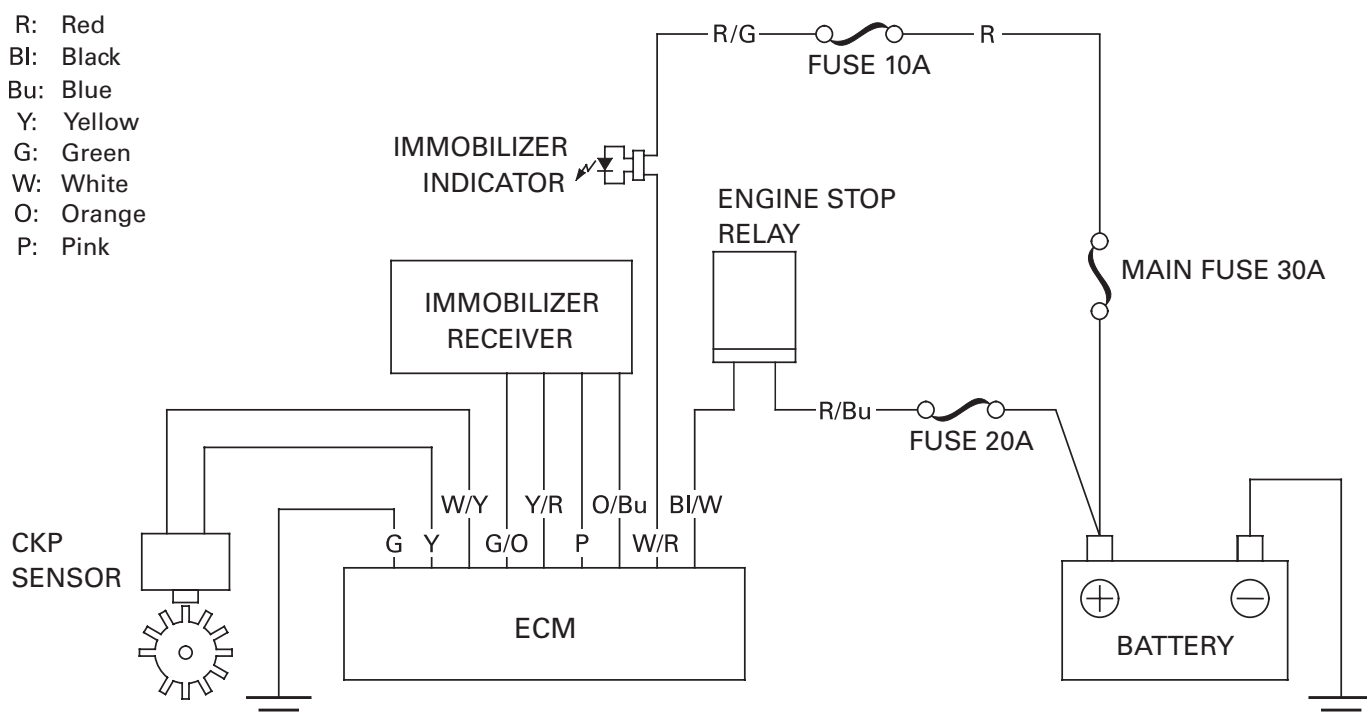 R: Red
Bl: Black
Bu: Blue
Y: Yellow
G: Green
W: White
O: Orange
P: Pink
R/G
R
FUSE 10A
IMMOBILIZER
INDICATOR
ENGINE STOP
RELAY
MAIN FUSE 30A
IMMOBILIZER
RECEIVER
R/Bu
FUSE 20A
W/Y
Y/R
O/Bu
Bl/W
G
Y
G/O
P
W/R
CKP
SENSOR
ECM
+
−
BATTERY